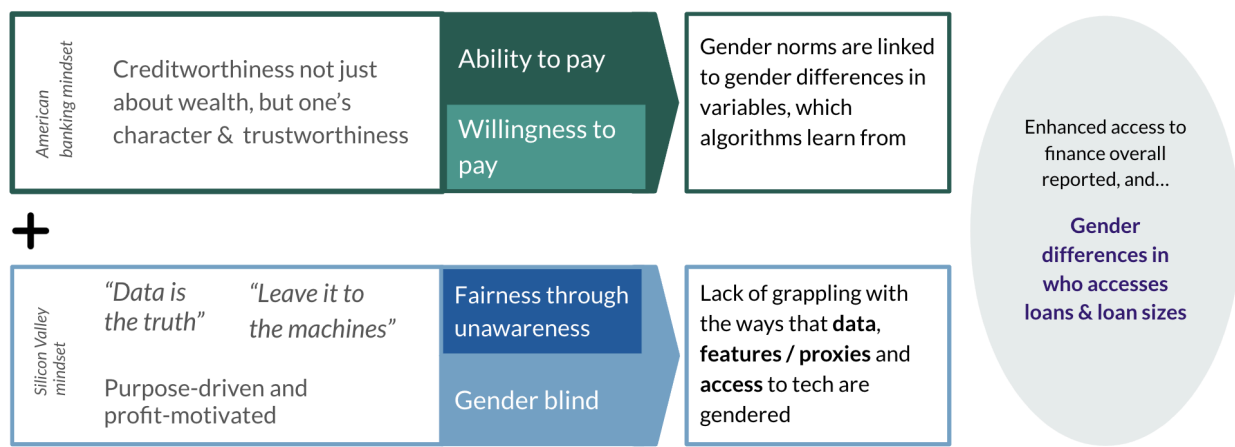 American
banking mindset
Creditworthiness not just
about wealth, but one’s
character & trustworthiness
Ability to pay
Willingness to
pay
Gender norms are linked
to gender differences in
variables, which
algorithms learn from
+
Silicon Valley
mindset
“Data is
the truth”
“Leave it to
the machines”
Purpose-driven and
profit-motivated
Fairness through
unawareness
Gender blind
Lack of grappling with
the ways that data,
features / proxies and
access to tech are
gendered
Enhanced access to
finance overall
reported, and...
Gender
differences in
who accesses
loans & loan sizes